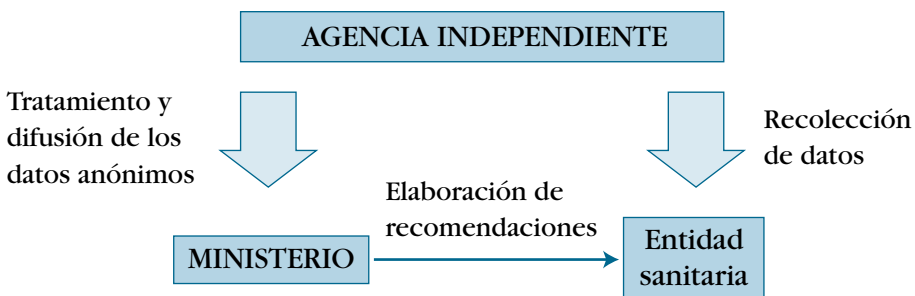 AGENCIA INDEPENDIENTE
Tratamiento y
difusión de los
datos anónimos
Recolección
de datos
Elaboración de
recomendaciones
MINISTERIO
Entidad
sanitaria